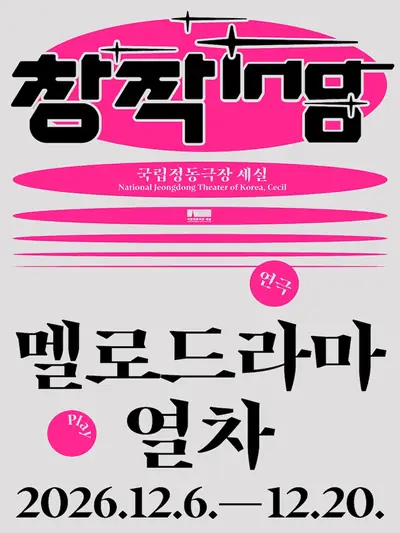 창작ing
국립정동극장 세실
National Jeongdong Theater of Korea, Cecil
연극
멜로드라마
Play
열차
2026.12.6.—12.20.